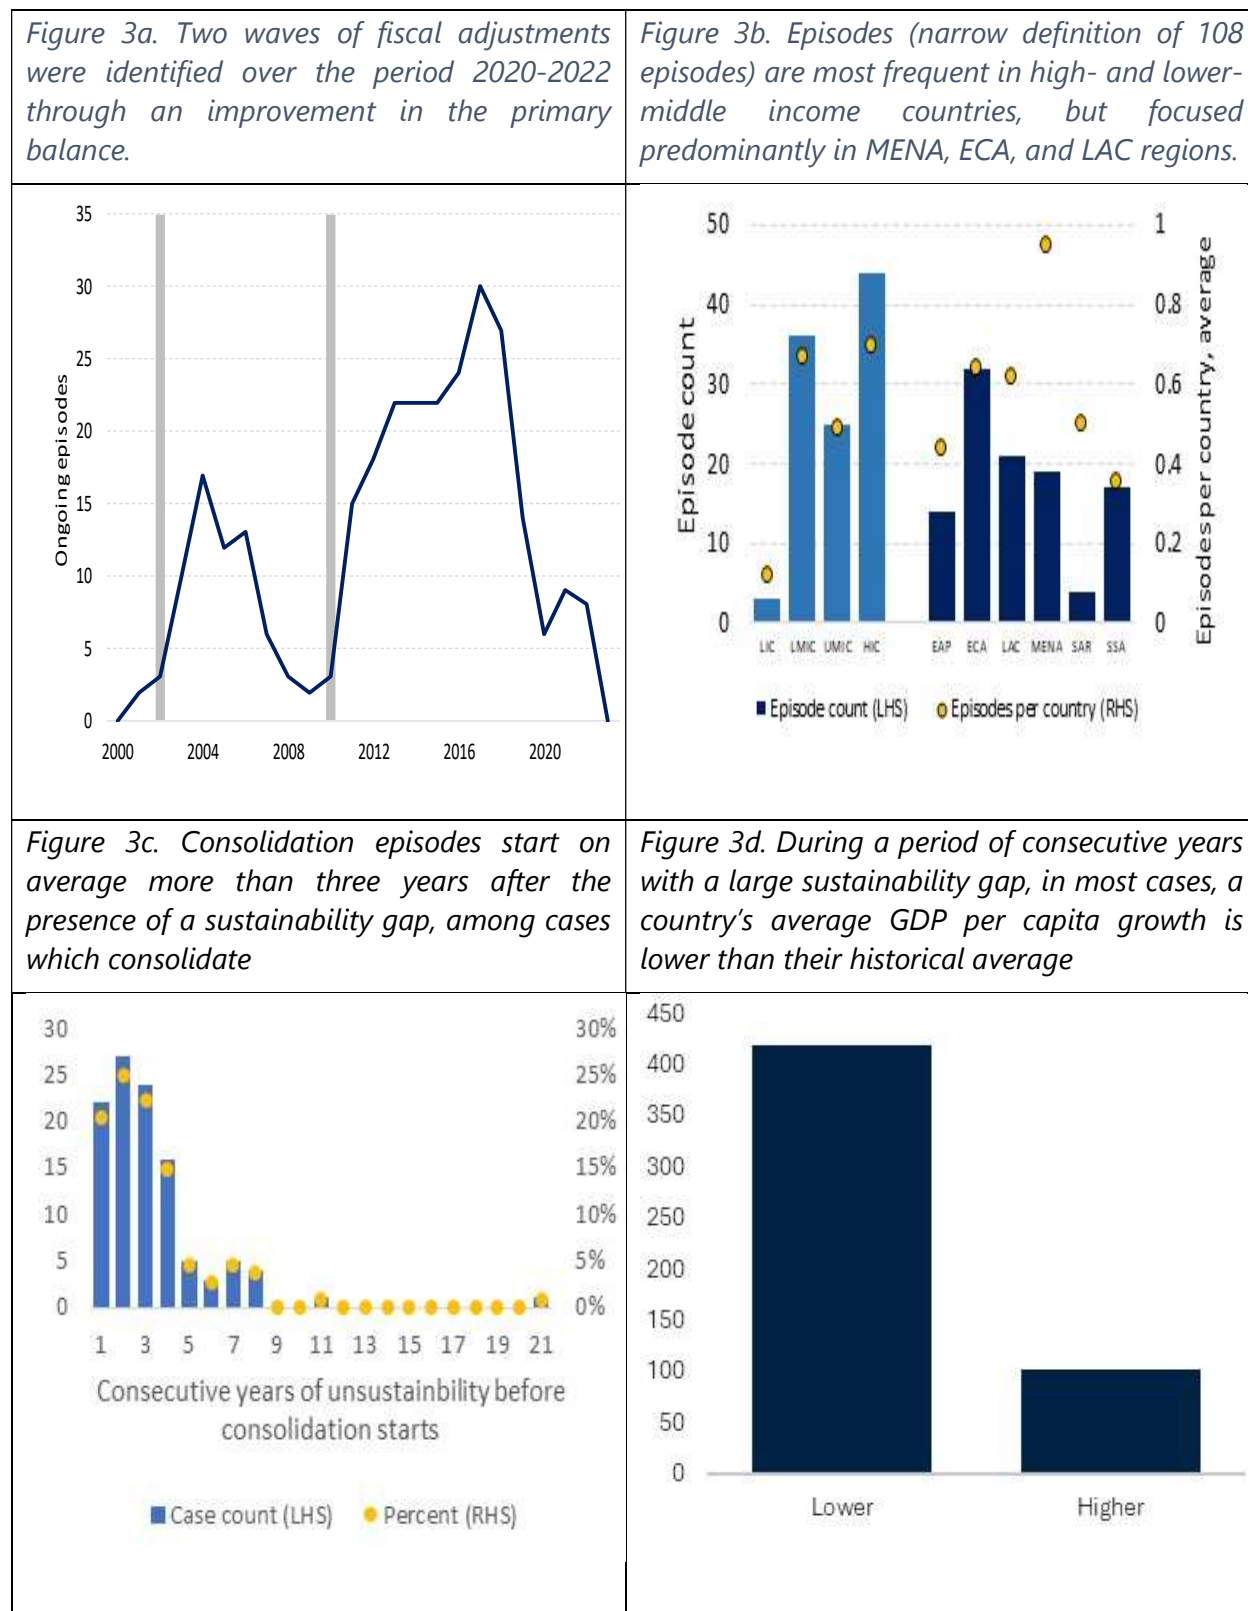 Figure 3a. Two waves of fiscal adjustments
were identified over the period 2020-2022
through an improvement in the primary
balance.
Figure 3b. Episodes (narrow definition of 108
episodes) are most frequent in high- and lower-
middle income countries, but focused
predominantly in MENA, ECA, and LAC regions.
35
30
25
20
15
10
5
0
Ongoing episodes
2000 2004 2008 2012 2016 2020
50
40
30
20
10
0
Episode count
1
0.8
0.6
0.4
0.2
0
Episodes per country, average
LIC LMIC UMIC HIC EAP ECA LAC MENA SAR SSA
Episode count (LHS) Episodes per country (RHS)
Figure 3c. Consolidation episodes start on
average more than three years after the
presence of a sustainability gap, among cases
which consolidate
Figure 3d. During a period of consecutive years
with a large sustainability gap, in most cases, a
country's average GDP per capita growth is
lower than their historical average
30
25
20
15
10
5
0
30%
25%
20%
15%
10%
5%
0%
1 3 5 7 9 11 13 15 17 19 21
Consecutive years of unsustainbility before
consolidation starts
Case count (LHS) Percent (RHS)
450
400
350
300
250
200
150
100
50
0
Lower Higher